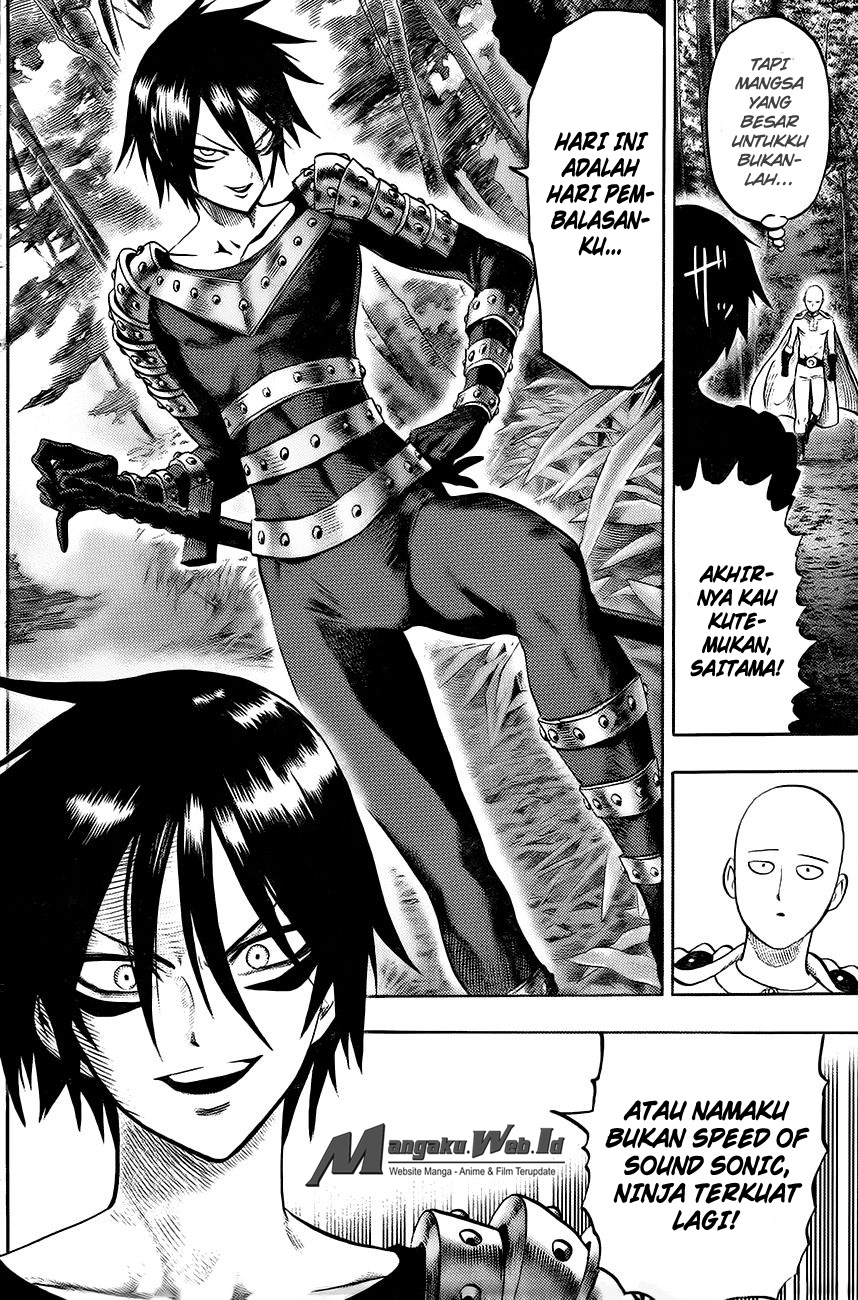 TAPI
MANGSA
YANG
BESAR
UNTUKKU
BUKAN-
LAH...
AKHIR-
NYA KAU
KUTE-
MUKAN,
SAITAMA!
HARI INI
ADALAH
HARI PEM-
BALASAN-
KU...
ATAU NAMAKU
BUKAN SPEED OF
SOUND SONIC,
NINJA TERKUAT
LAGI!
Mangaku.Web.Id
Website Manga - Anime & Film Terupdate